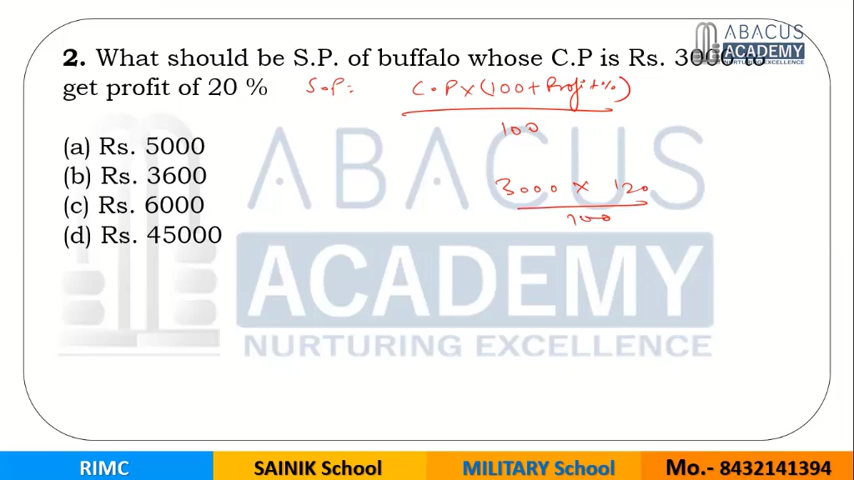 ABACUS
ACADEMY
NURTURING EXCELLENCE
2. What should be S.P. of buffalo whose C.P is Rs. 3000 to
get profit of 20 %
S.P= C.P×(100+Profit%)
100
(a) Rs. 5000
(b) Rs. 3600
3000 × 120
100
(c) Rs. 6000
(d) Rs. 45000
ABACUS
ACADEMY
NURTURING EXCELLENCE
RIMC SAINIK School MILITARY School Mo.- 8432141394